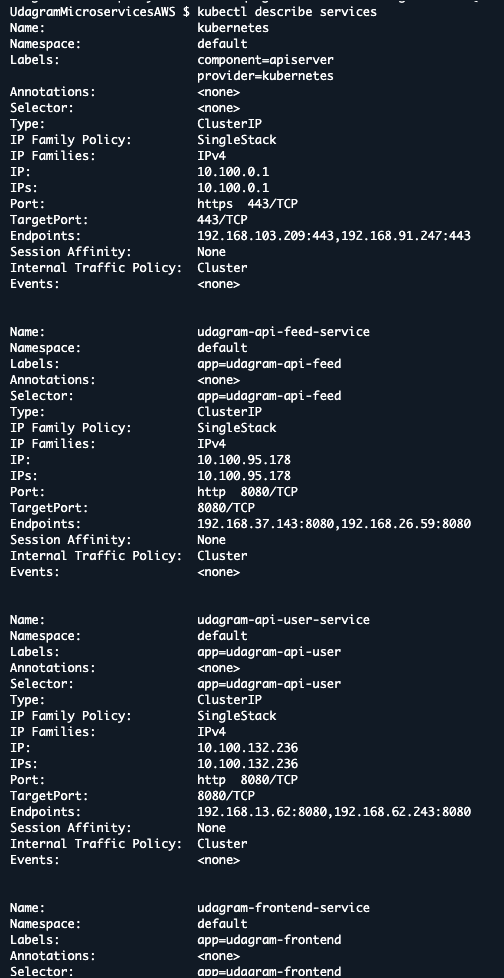 UdagramMicroservicesAWS $ kubectl describe services
Name:                     kubernetes
Namespace:                default
Labels:                   component=apiserver
                          provider=kubernetes
Annotations:              <none>
Selector:                 <none>
Type:                     ClusterIP
IP Family Policy:         SingleStack
IP Families:              IPv4
IP:                       10.100.0.1
IPs:                      10.100.0.1
Port:                     https  443/TCP
TargetPort:               443/TCP
Endpoints:                192.168.103.209:443,192.168.91.247:443
Session Affinity:         None
Internal Traffic Policy:  Cluster
Events:                   <none>

Name:                     udagram-api-feed-service
Namespace:                default
Labels:                   app=udagram-api-feed
Annotations:              <none>
Selector:                 app=udagram-api-feed
Type:                     ClusterIP
IP Family Policy:         SingleStack
IP Families:              IPv4
IP:                       10.100.95.178
IPs:                      10.100.95.178
Port:                     http  8080/TCP
TargetPort:               8080/TCP
Endpoints:                192.168.37.143:8080,192.168.26.59:8080
Session Affinity:         None
Internal Traffic Policy:  Cluster
Events:                   <none>

Name:                     udagram-api-user-service
Namespace:                default
Labels:                   app=udagram-api-user
Annotations:              <none>
Selector:                 app=udagram-api-user
Type:                     ClusterIP
IP Family Policy:         SingleStack
IP Families:              IPv4
IP:                       10.100.132.236
IPs:                      10.100.132.236
Port:                     http  8080/TCP
TargetPort:               8080/TCP
Endpoints:                192.168.13.62:8080,192.168.62.243:8080
Session Affinity:         None
Internal Traffic Policy:  Cluster
Events:                   <none>

Name:                     udagram-frontend-service
Namespace:                default
Labels:                   app=udagram-frontend
Annotations:              <none>
Selector:                 app=udagram-frontend